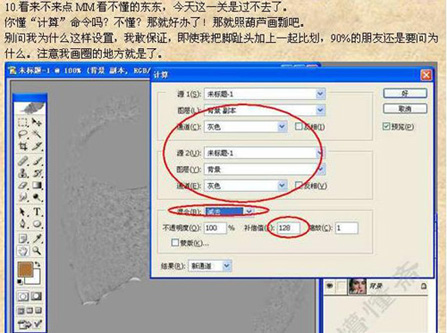 10.看来不来点MM看不懂的东东，今天这一关是过不去了。
你懂“计算”命令吗？不懂？那就好办了！那就照葫芦画瓢吧。
别问我为什么这样设置，我敢保证，即使我把脚趾头加上一起比划，90%的朋友还是要问为
什么。注意我画圈的地方就是了。
未标题-1 @ 100% (背景 副本, RGB/
计算
源 1(S): 未标题-1
好
图层(L): 背景 副本
取消
通道(C): 灰色 反相(I)
预览(P)
源 2(U): 未标题-1
图层(Y): 背景
通道(E): 灰色 反相(V)
混合(B): 减去
不透明度(O): 100 % 补偿值(F): 128 缩放(C): 1
蒙版(K)...
结果(R): 新通道
背景